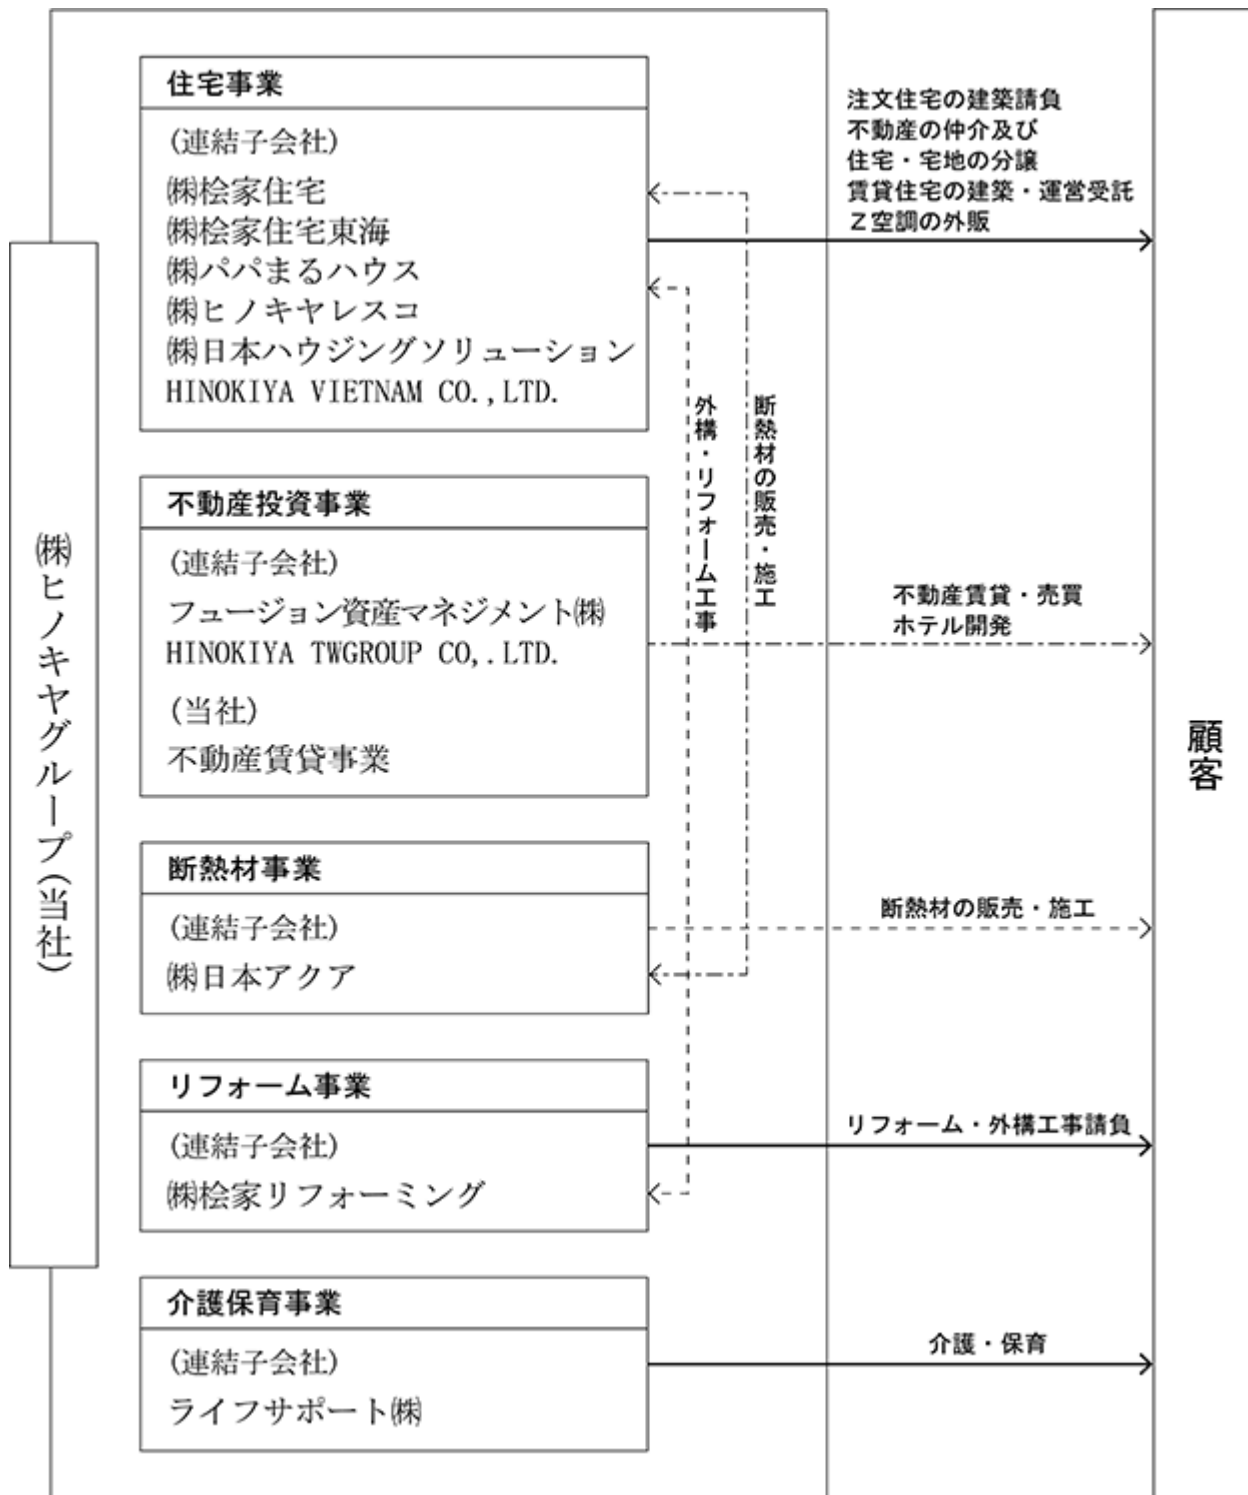 ㈱ヒノキヤグループ(当社)
住宅事業
(連結子会社)
㈱桧家住宅
㈱桧家住宅東海
㈱パパまるハウス
㈱ヒノキヤレスコ
㈱日本ハウジングソリューション
HINOKIYA VIETNAM CO.,LTD.
注文住宅の建築請負
不動産の仲介及び
住宅・宅地の分譲
賃貸住宅の建築・運営受託
Z空調の外販
外構・リフォーム工事
断熱材の販売・施工
不動産投資事業
(連結子会社)
フュージョン資産マネジメント㈱
HINOKIYA TWGROUP CO,.LTD.
(当社)
不動産賃貸事業
不動産賃貸・売買
ホテル開発
断熱材事業
(連結子会社)
㈱日本アクア
断熱材の販売・施工
リフォーム事業
(連結子会社)
㈱桧家リフォーミング
リフォーム・外構工事請負
介護保育事業
(連結子会社)
ライフサポート㈱
介護・保育
顧客